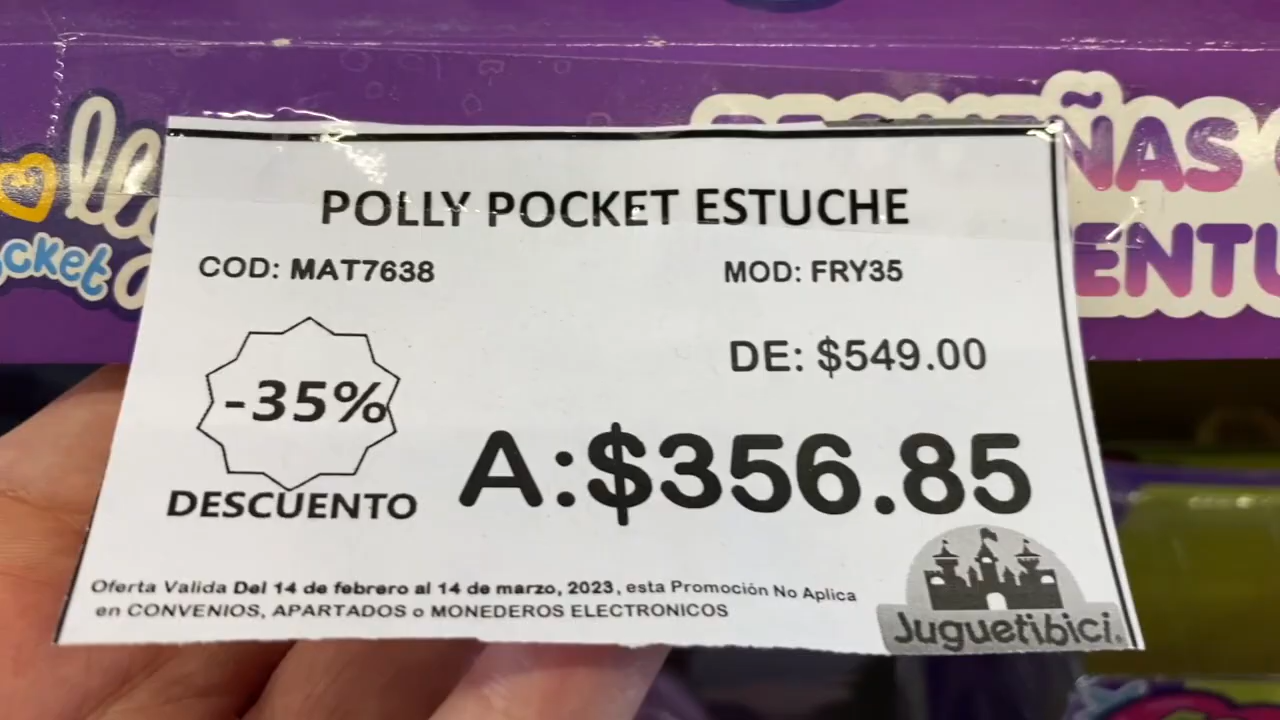 POLLY POCKET ESTUCHE
COD: MAT7638
MOD: FRY35
-35%
DESCUENTO
DE: $549.00
A:$356.85
Oferta Valida Del 14 de febrero al 14 de marzo, 2023, esta Promoción No Aplica
en CONVENIOS, APARTADOS o MONEDEROS ELECTRONICOS
Juguetibici.